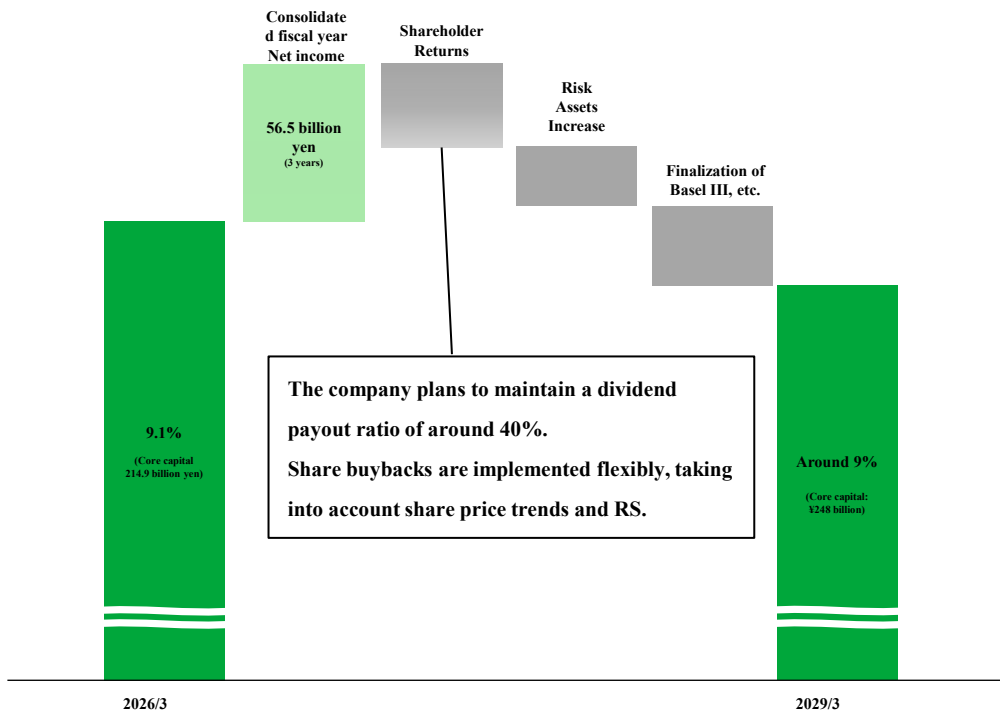 Consolidate
d fiscal year
Net income
Shareholder
Returns
Risk
Assets
Increase
Finalization of
Basel III, etc.
56.5 billion
yen
(3 years)
The company plans to maintain a dividend
payout ratio of around 40%.
Share buybacks are implemented flexibly, taking
into account share price trends and RS.
9.1%
(Core capital
214.9 billion yen)
Around 9%
(Core capital:
¥248 billion)
2026/3
2029/3